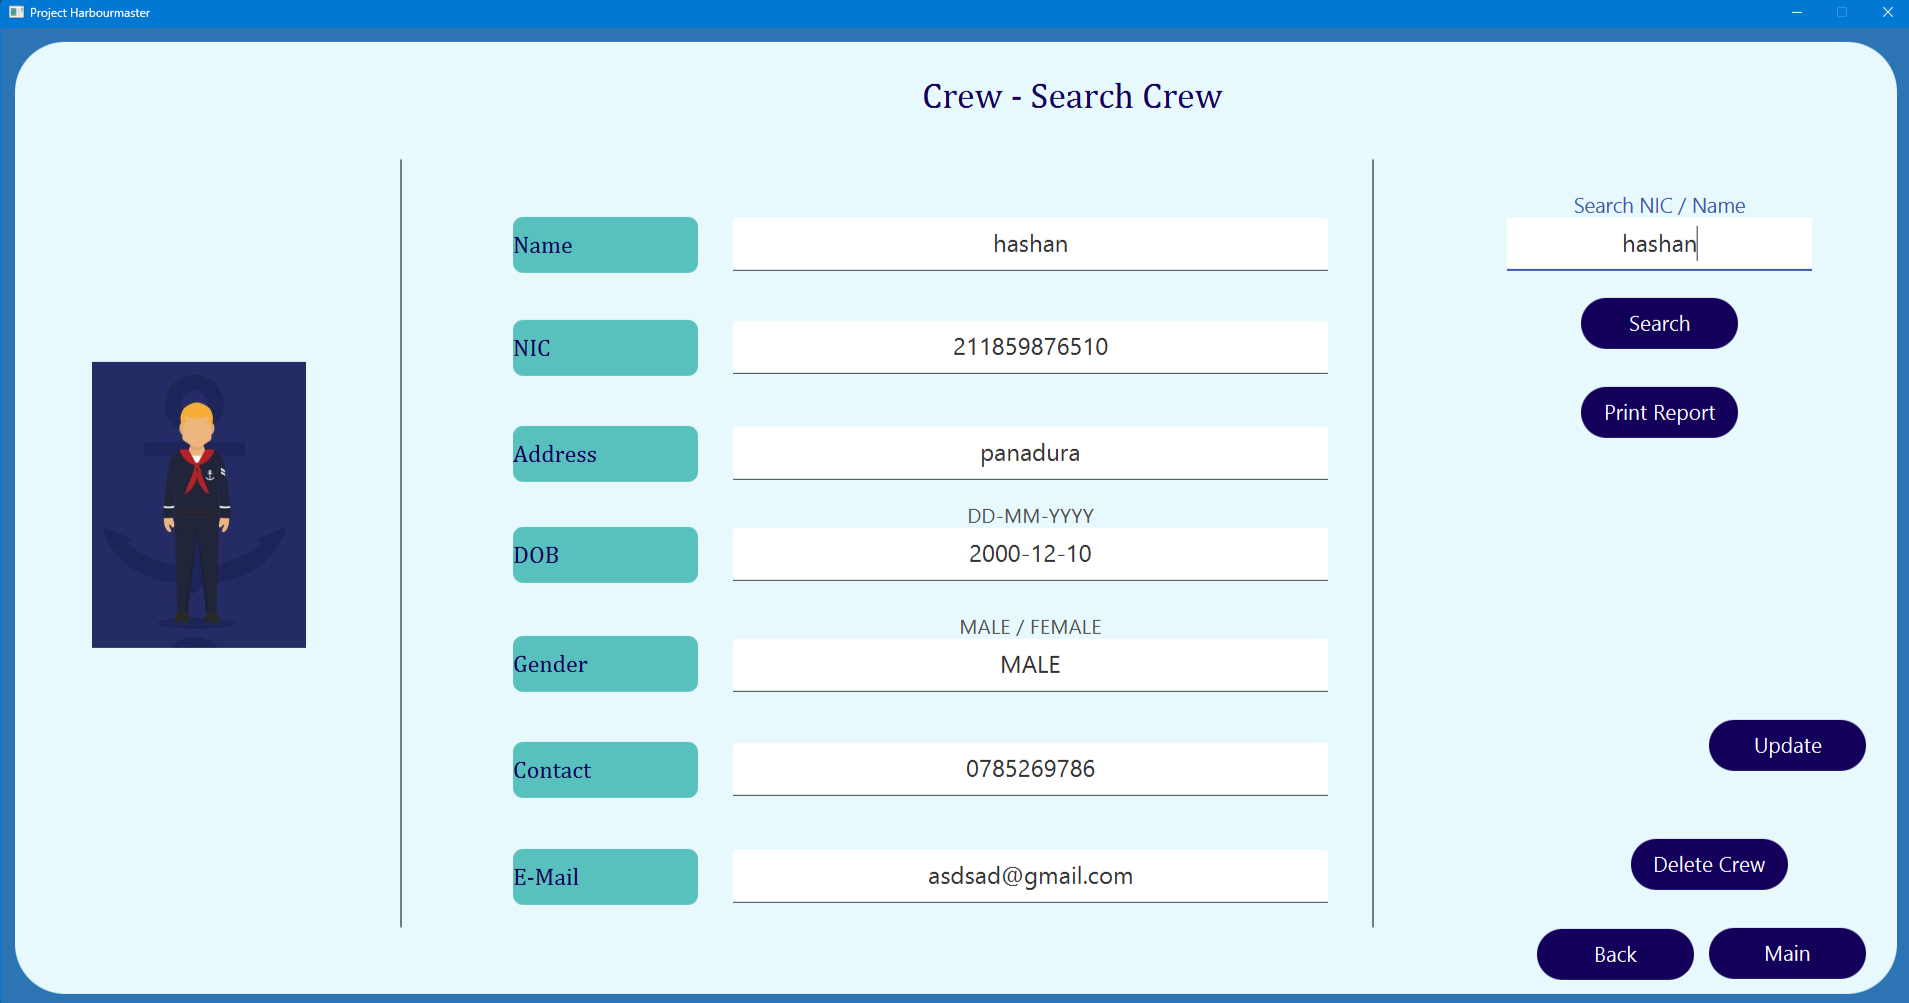 Project Harbourmaster
Crew - Search Crew
Name
hashan
NIC
211859876510
Address
panadura
DD-MM-YYYY
DOB
2000-12-10
MALE / FEMALE
Gender
MALE
Contact
0785269786
E-Mail
asdsad@gmail.com
Search NIC / Name
hashan
Search
Print Report
Update
Delete Crew
Back
Main